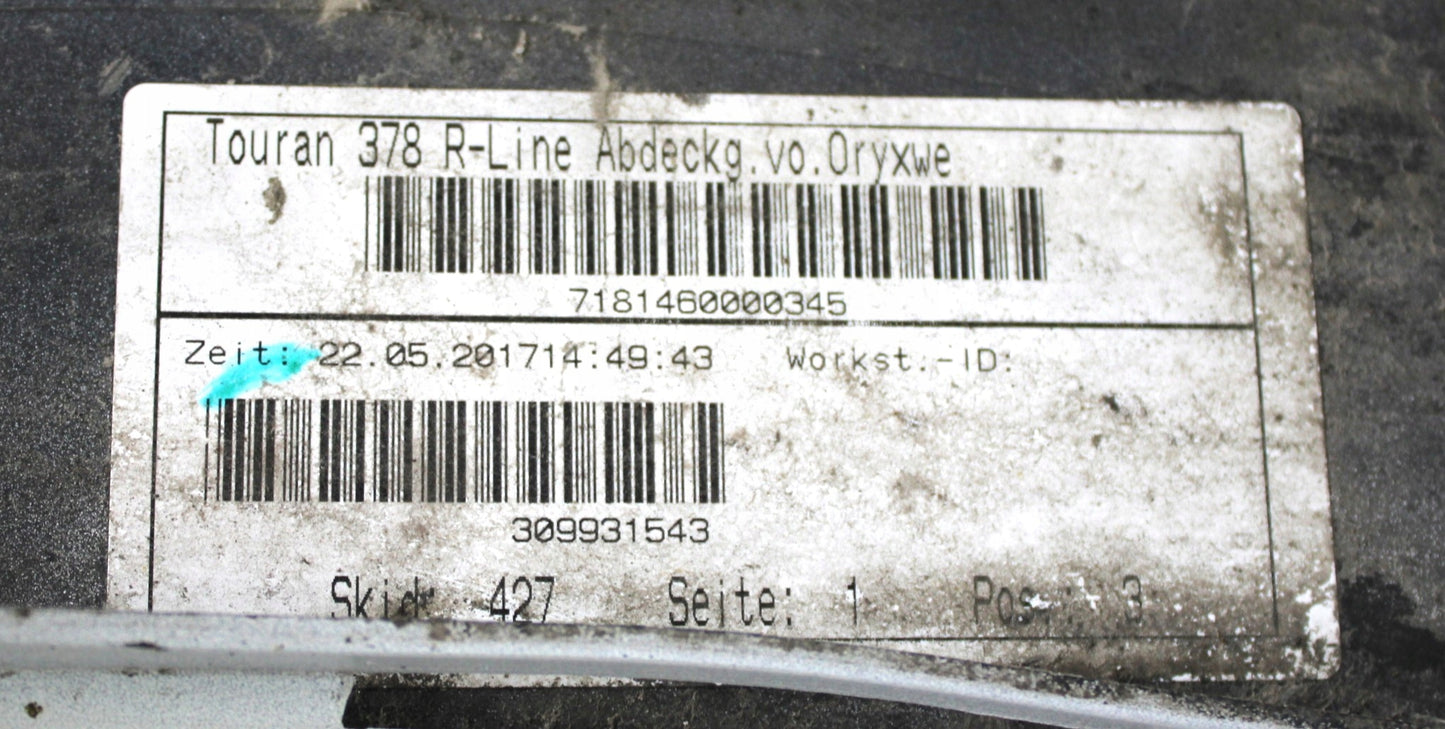 Touran 378 R-Line Abdeckg.vo.Oryxwe
7181460000345
Zeit: 22.05.201714:49:43 Workst.-ID:
309931543
Skid: 427 Seite: 1 Pos.: 3